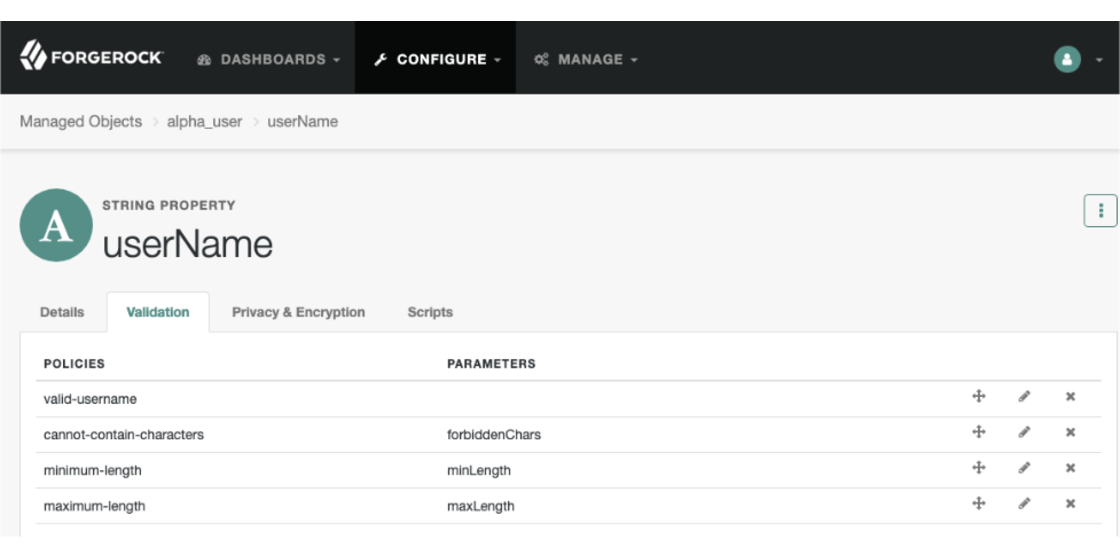 FORGEROCK DASHBOARDS CONFIGURE MANAGE
Managed Objects > alpha_user > userName
A
STRING PROPERTY
userName
Details Validation Privacy & Encryption Scripts
POLICIES PARAMETERS
valid-username
cannot-contain-characters forbiddenChars
minimum-length minLength
maximum-length maxLength